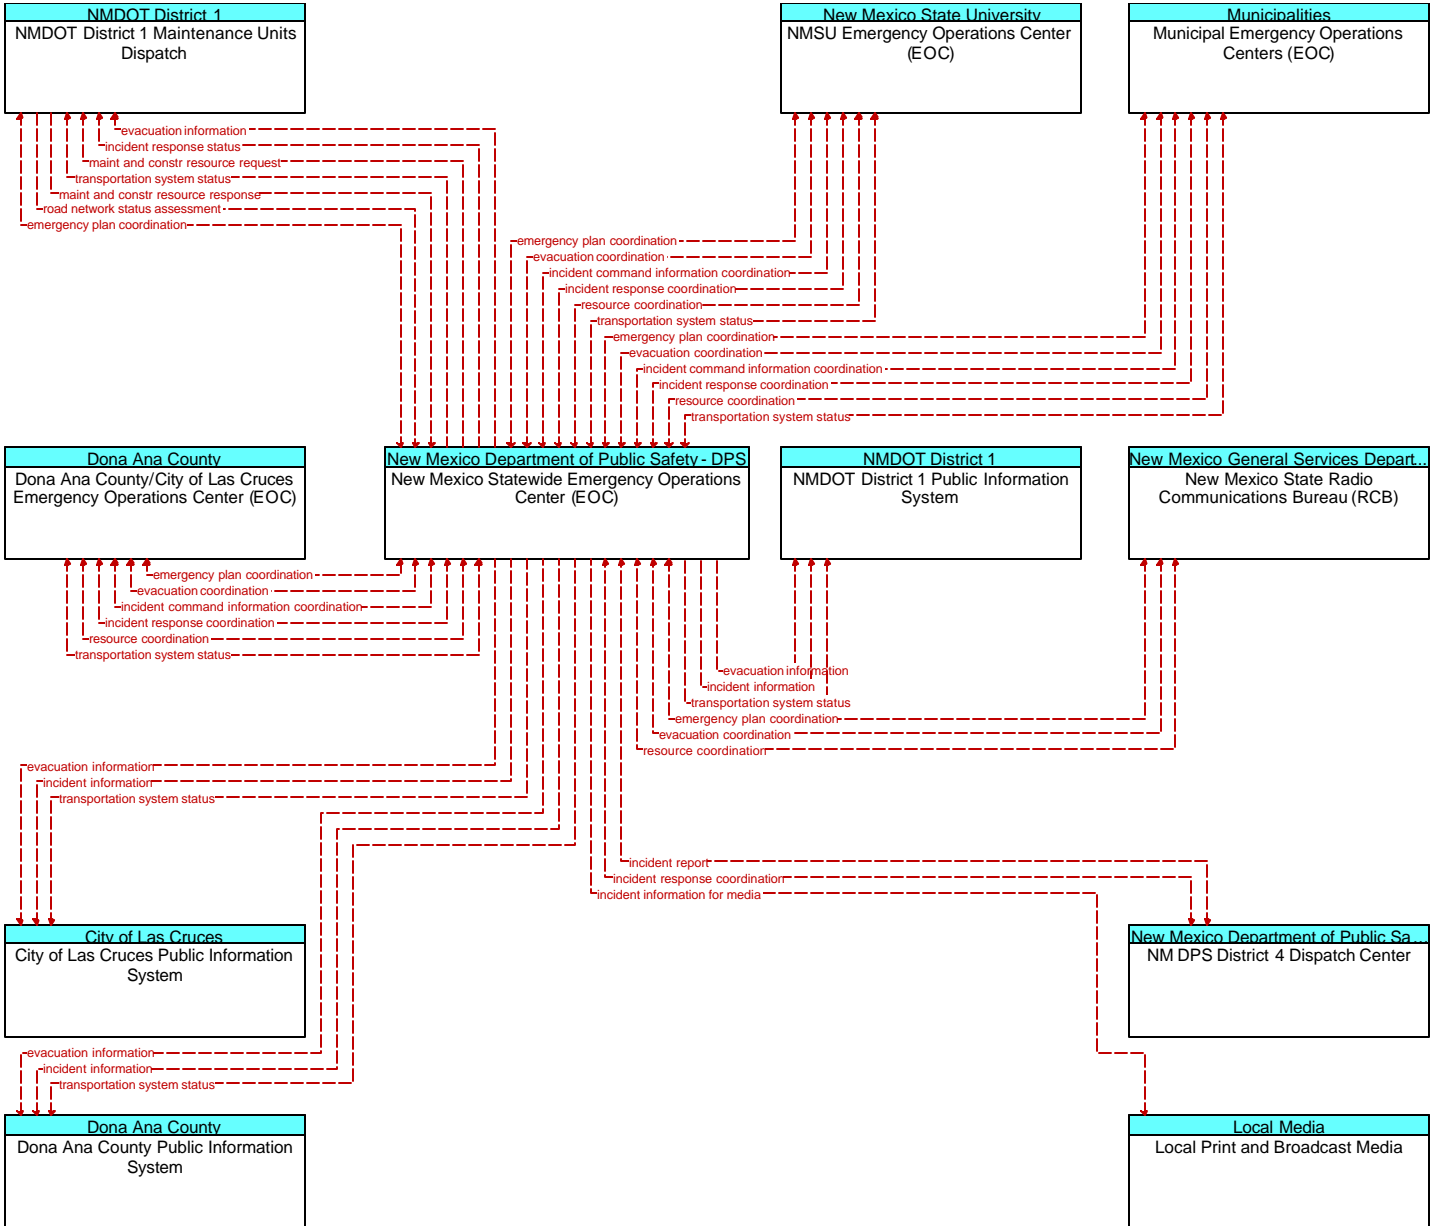 NMDOT District 1
NMDOT District 1 Maintenance Units
Dispatch
New Mexico State University
NMSU Emergency Operations Center
(EOC)
Municipalities
Municipal Emergency Operations
Centers (EOC)
evacuation information
incident response status
maint and constr resource request
transportation system status
maint and constr resource response
road network status assessment
emergency plan coordination
emergency plan coordination
evacuation coordination
incident command information coordination
incident response coordination
resource coordination
transportation system status
emergency plan coordination
evacuation coordination
incident command information coordination
incident response coordination
resource coordination
transportation system status
Dona Ana County
Dona Ana County/City of Las Cruces
Emergency Operations Center (EOC)
New Mexico Department of Public Safety - DPS
New Mexico Statewide Emergency Operations
Center (EOC)
NMDOT District 1
NMDOT District 1 Public Information
System
New Mexico General Services Depart...
New Mexico State Radio
Communications Bureau (RCB)
emergency plan coordination
evacuation coordination
incident command information coordination
incident response coordination
resource coordination
transportation system status
evacuation information
incident information
transportation system status
emergency plan coordination
evacuation coordination
resource coordination
evacuation information
incident information
transportation system status
incident report
incident response coordination
incident information for media
City of Las Cruces
City of Las Cruces Public Information
System
New Mexico Department of Public Sa...
NM DPS District 4 Dispatch Center
evacuation information
incident information
transportation system status
Dona Ana County
Dona Ana County Public Information
System
Local Media
Local Print and Broadcast Media